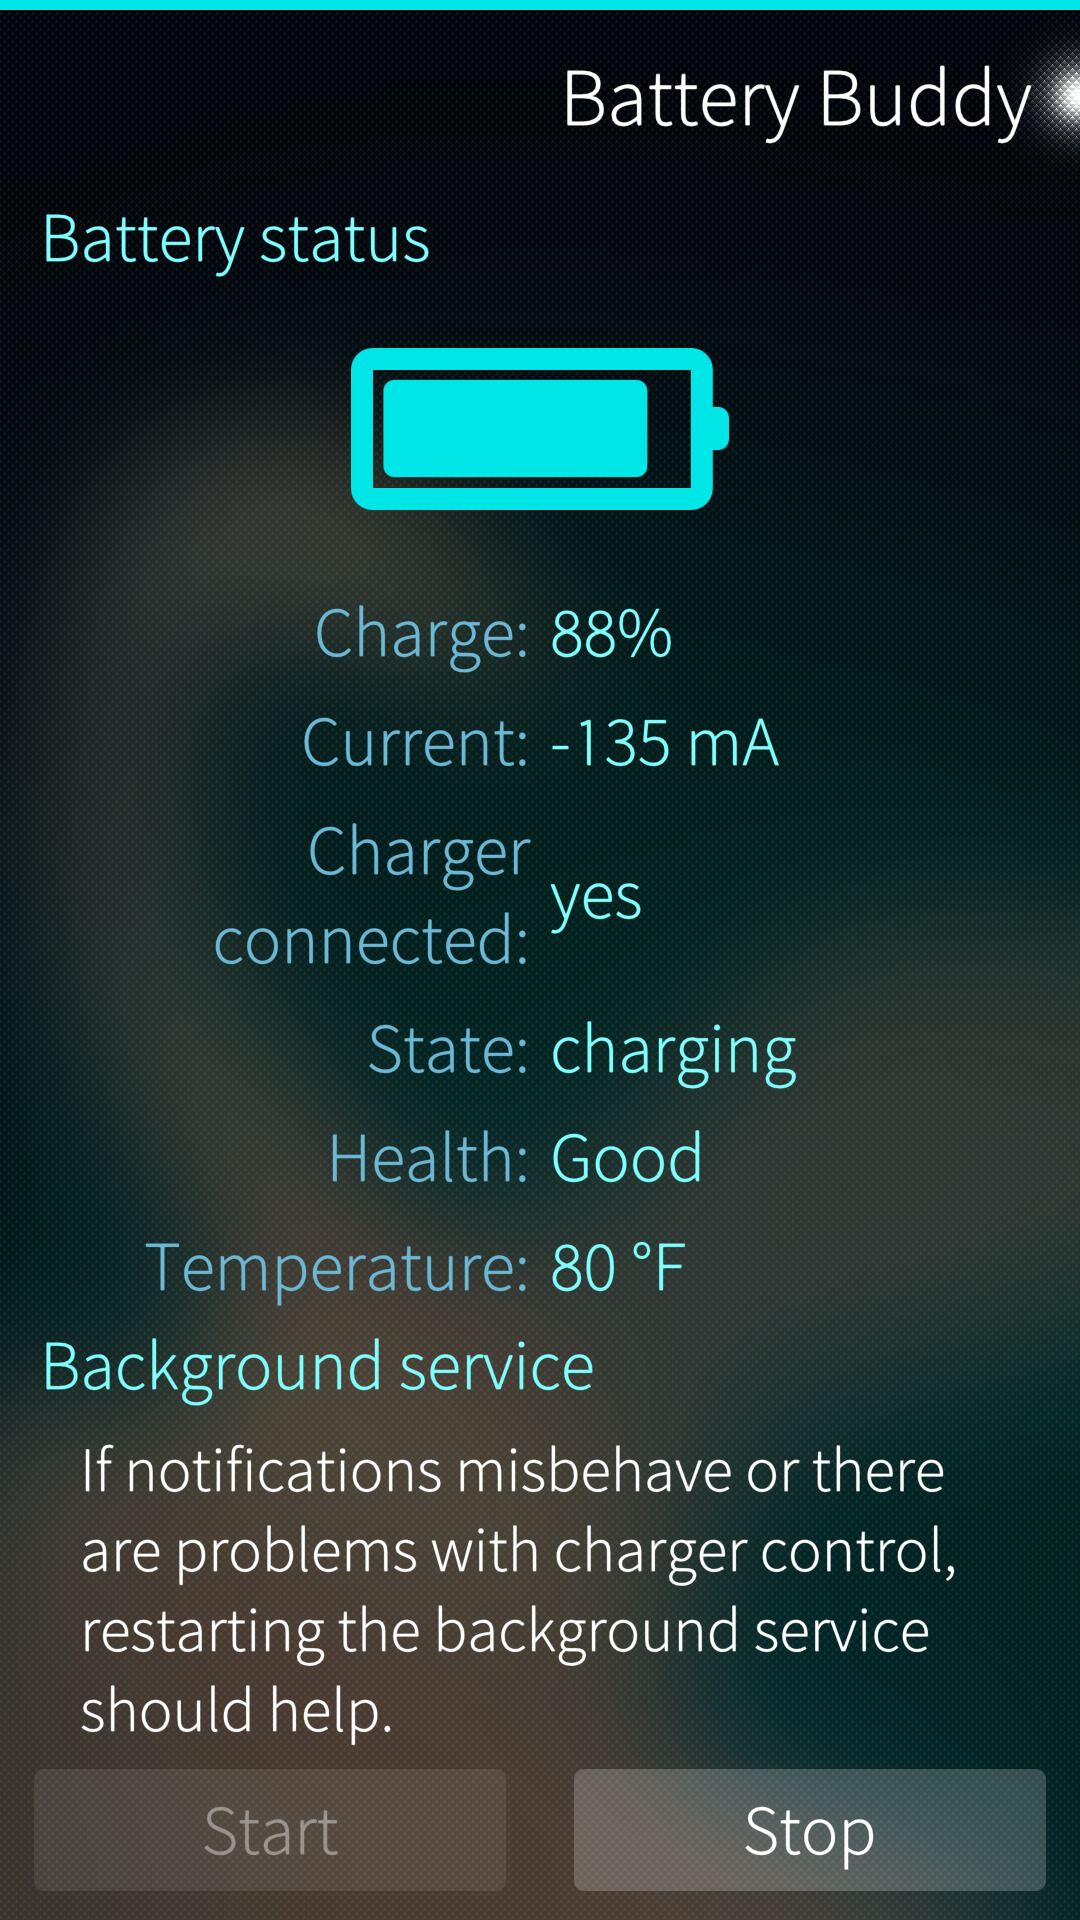 Battery Buddy
Battery status
Charge: 88%
Current: -135 mA
Charger
connected: yes
State: charging
Health: Good
Temperature: 80 °F
Background service
If notifications misbehave or there
are problems with charger control,
restarting the background service
should help.
Start
Stop